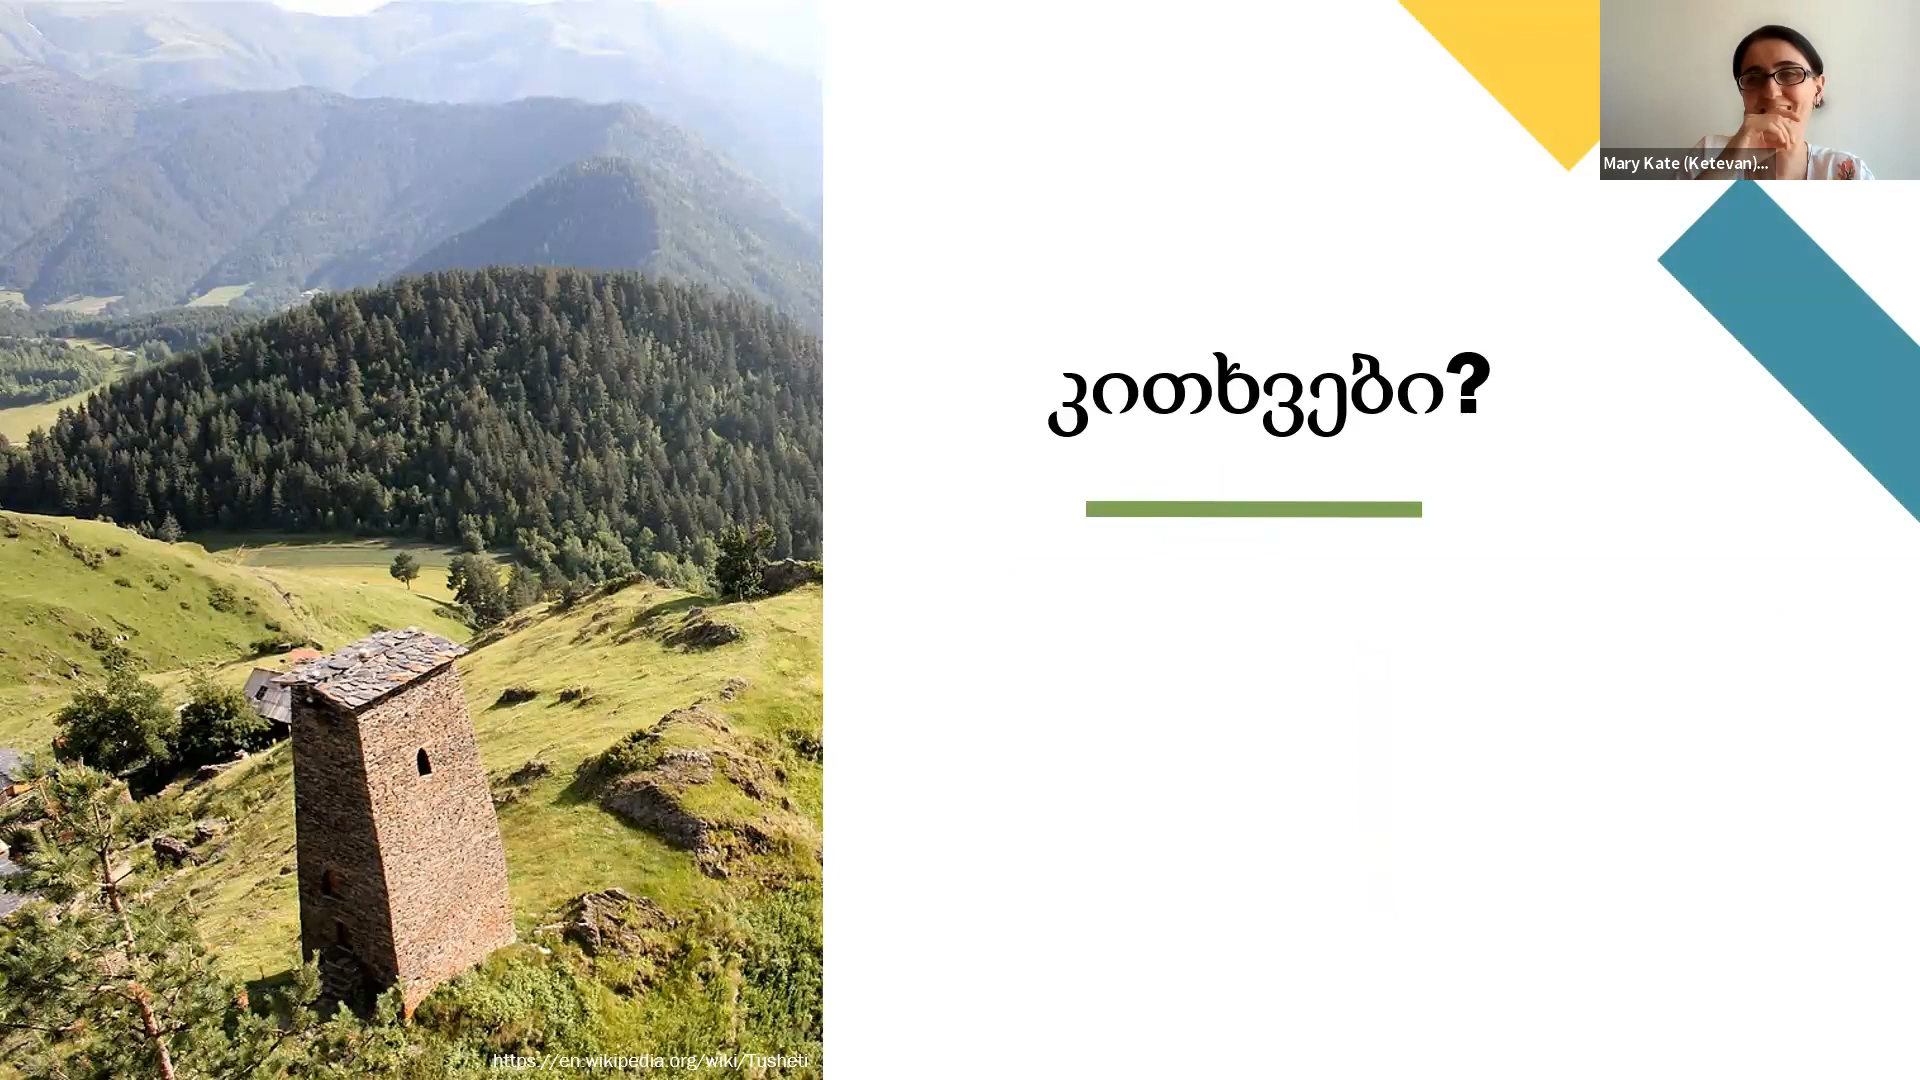 Mary Kate (Ketevan)...
კითხვები?
https://en.wikipedia.org/wiki/Tusheti